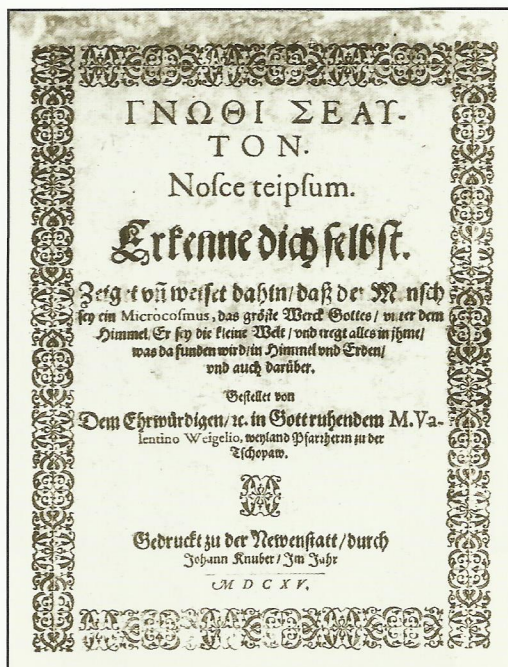 ΓΝΩΘΙ ΣΕΑΥ-
ΤΟΝ.
Noſce teipſum.
Erkenne dich ſelbſt.
Zeiget vñ weiſet dahin/ daß der Menſch
ſey ein Microcoſmus, das gröſte Werck Gottes/ vnter dem
Himmel, Er ſey die kleine Welt/ vnd tregt alles in jhme/
was da funden wird/ in Himmel vnd Erden/
vnd auch darüber.
Geſtellet von
Dem Ehrwürdigen/ ꝛc. in Gott ruhendem M. Va-
lentino Weigelio, weyland Pfarrherrn zu der
Tſchopaw.
Gedruckt zu der Newenſtatt/ durch
Johann Knuber/ Im Jahr
M D C X V.